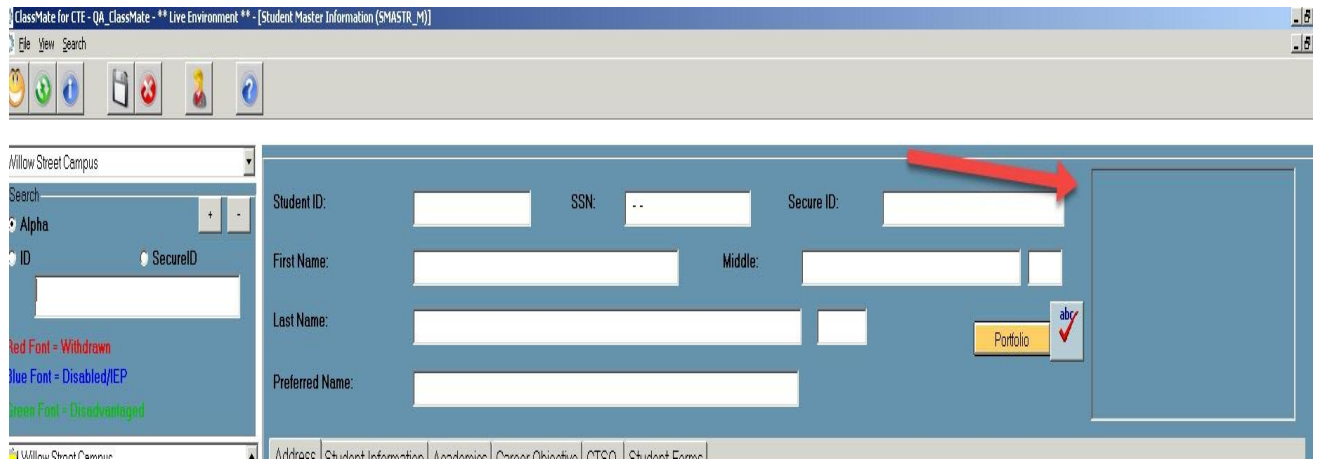 ClassMate for CTE - QA_ClassMate - ** Live Environment ** - [Student Master Information (SMASTR_M)]
File View Search
Willow Street Campus
Search
+ -
Alpha
ID SecureID
Red Font = Withdrawn
Blue Font = Disabled/IEP
Green Font = Disadvantaged
Willow Street Campus
Student ID: SSN: - - Secure ID:
First Name: Middle:
Last Name:
abc
Portfolio
Preferred Name:
Address Student Information Academics Career Objective CTSO Student Forms